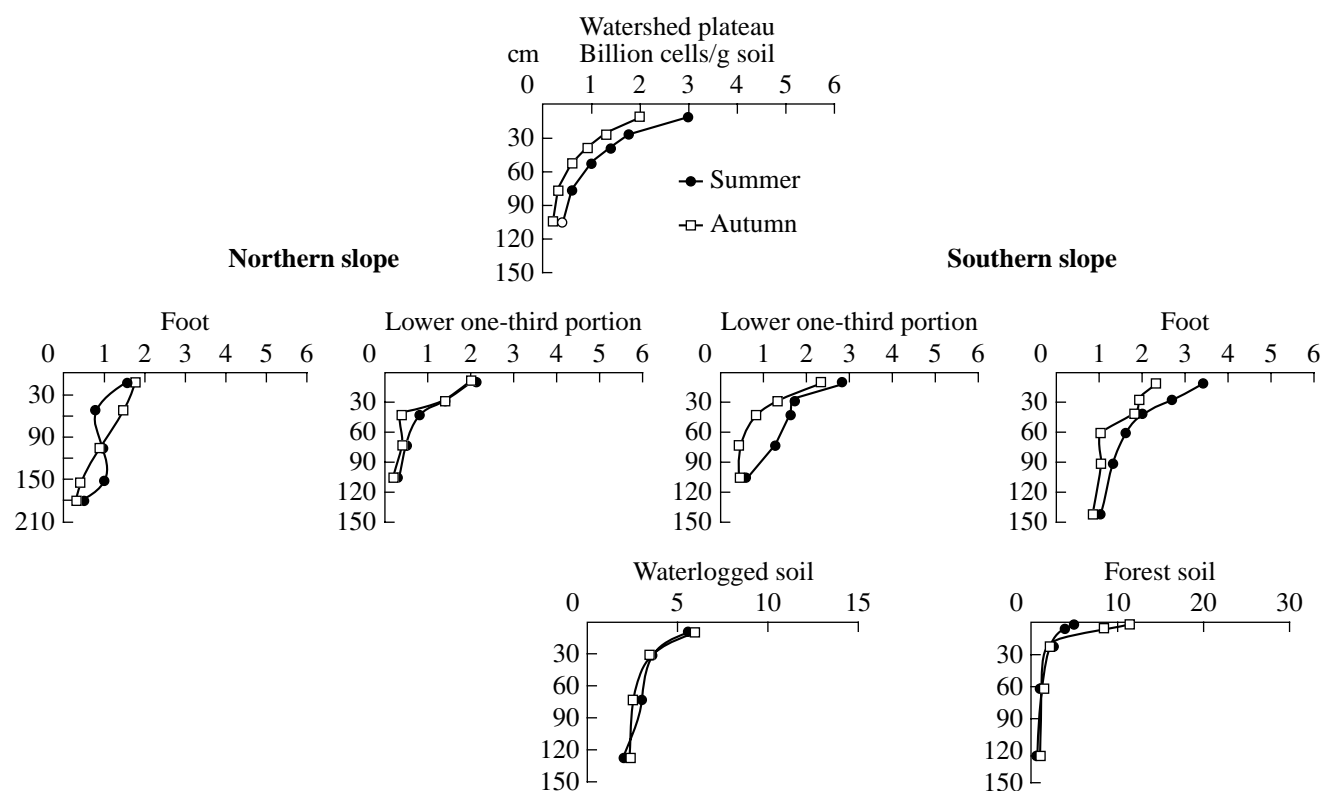 Watershed plateau
cm Billion cells/g soil
0 1 2 3 4 5 6
30
60
90
120
150
Summer
Autumn
Northern slope
Southern slope
Foot
0 1 2 3 4 5 6
30
90
150
210
Lower one-third portion
0 1 2 3 4 5 6
30
60
90
120
150
Lower one-third portion
0 1 2 3 4 5 6
30
60
90
120
150
Foot
0 1 2 3 4 5 6
30
60
90
120
150
Waterlogged soil
0 5 10 15
30
60
90
120
150
Forest soil
0 10 20 30
30
60
90
120
150